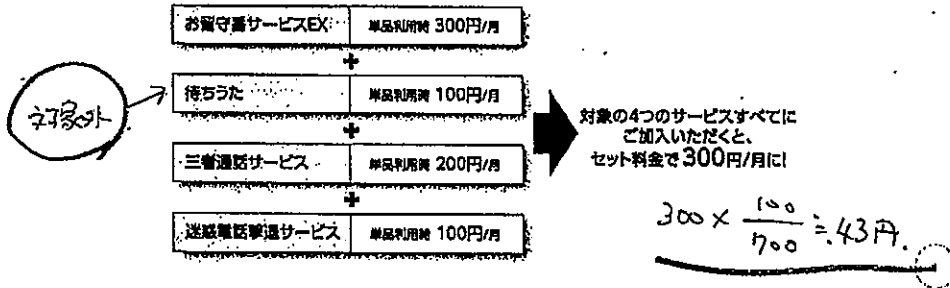 お留守番サービスEX 単品利用時 300円/月
+
待ちうた 単品利用時 100円/月
+
三者通話サービス 単品利用時 200円/月
+
迷惑電話撃退サービス 単品利用時 100円/月
対象外
対象の4つのサービスすべてに
ご加入いただくと、
セット料金で300円/月に!
300 × 100/700 ≒ 43円.